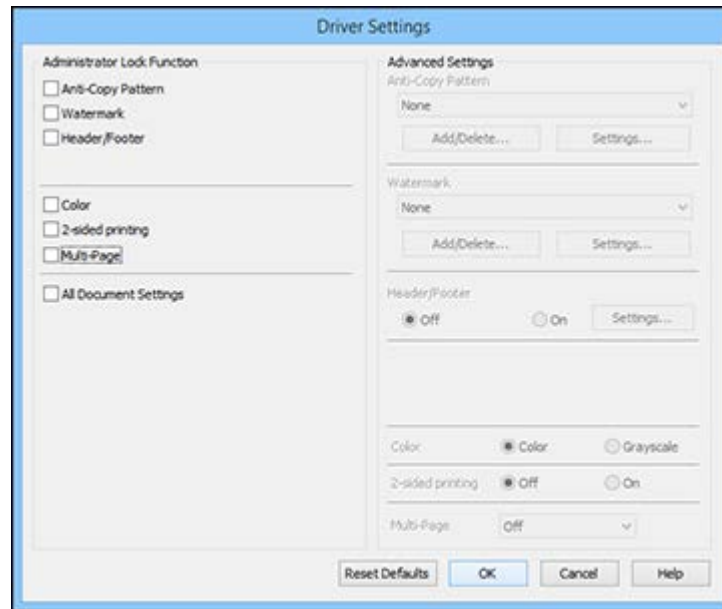 Driver Settings
Administrator Lock Function
Anti-Copy Pattern
Watermark
Header/Footer
Color
2-sided printing
Multi-Page
All Document Settings
Advanced Settings
Anti-Copy Pattern
None
Add/Delete... Settings...
Watermark
None
Add/Delete... Settings...
Header/Footer
Off On Settings...
Color Color Grayscale
2-sided printing Off On
Multi-Page Off
Reset Defaults OK Cancel Help